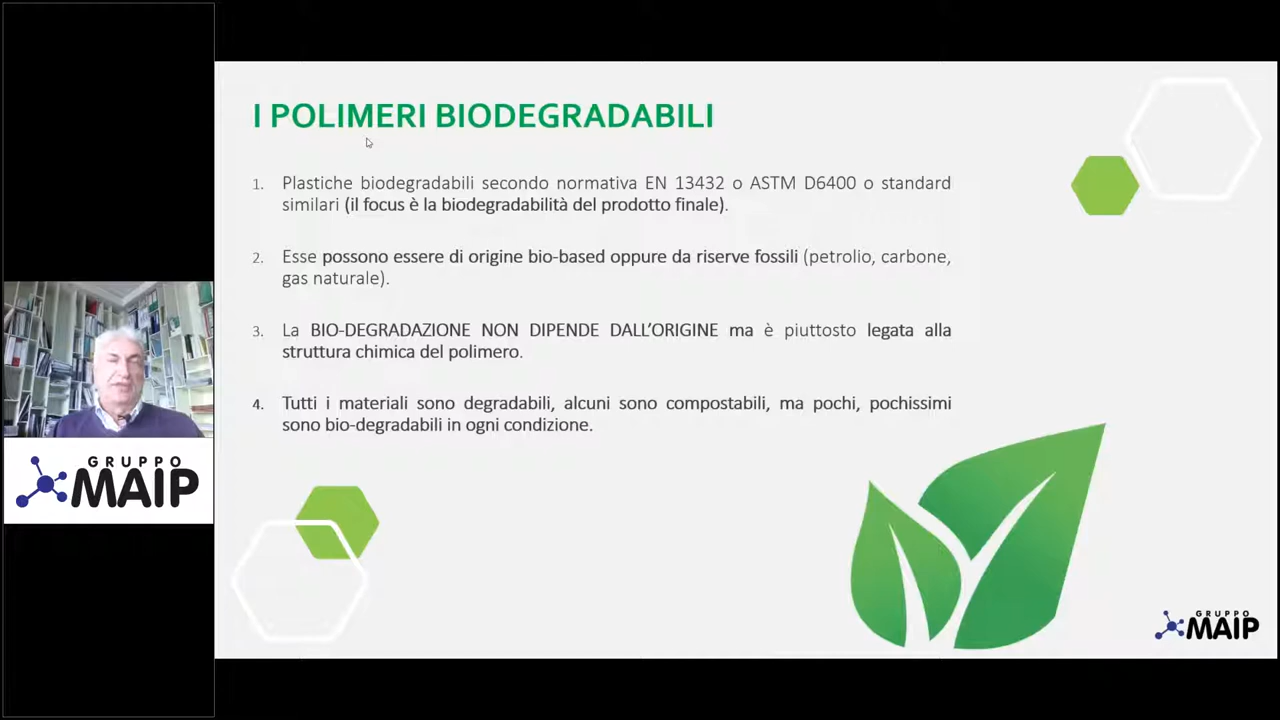 I POLIMERI BIODEGRADABILI
1. Plastiche biodegradabili secondo normativa EN 13432 o ASTM D6400 o standard
similari (il focus è la biodegradabilità del prodotto finale).
2. Esse possono essere di origine bio-based oppure da riserve fossili (petrolio, carbone,
gas naturale).
3. La BIO-DEGRADAZIONE NON DIPENDE DALL'ORIGINE ma è piuttosto legata alla
struttura chimica del polimero.
4. Tutti i materiali sono degradabili, alcuni sono compostabili, ma pochi, pochissimi
sono bio-degradabili in ogni condizione.
GRUPPO
MAIP
GRUPPO
MAIP